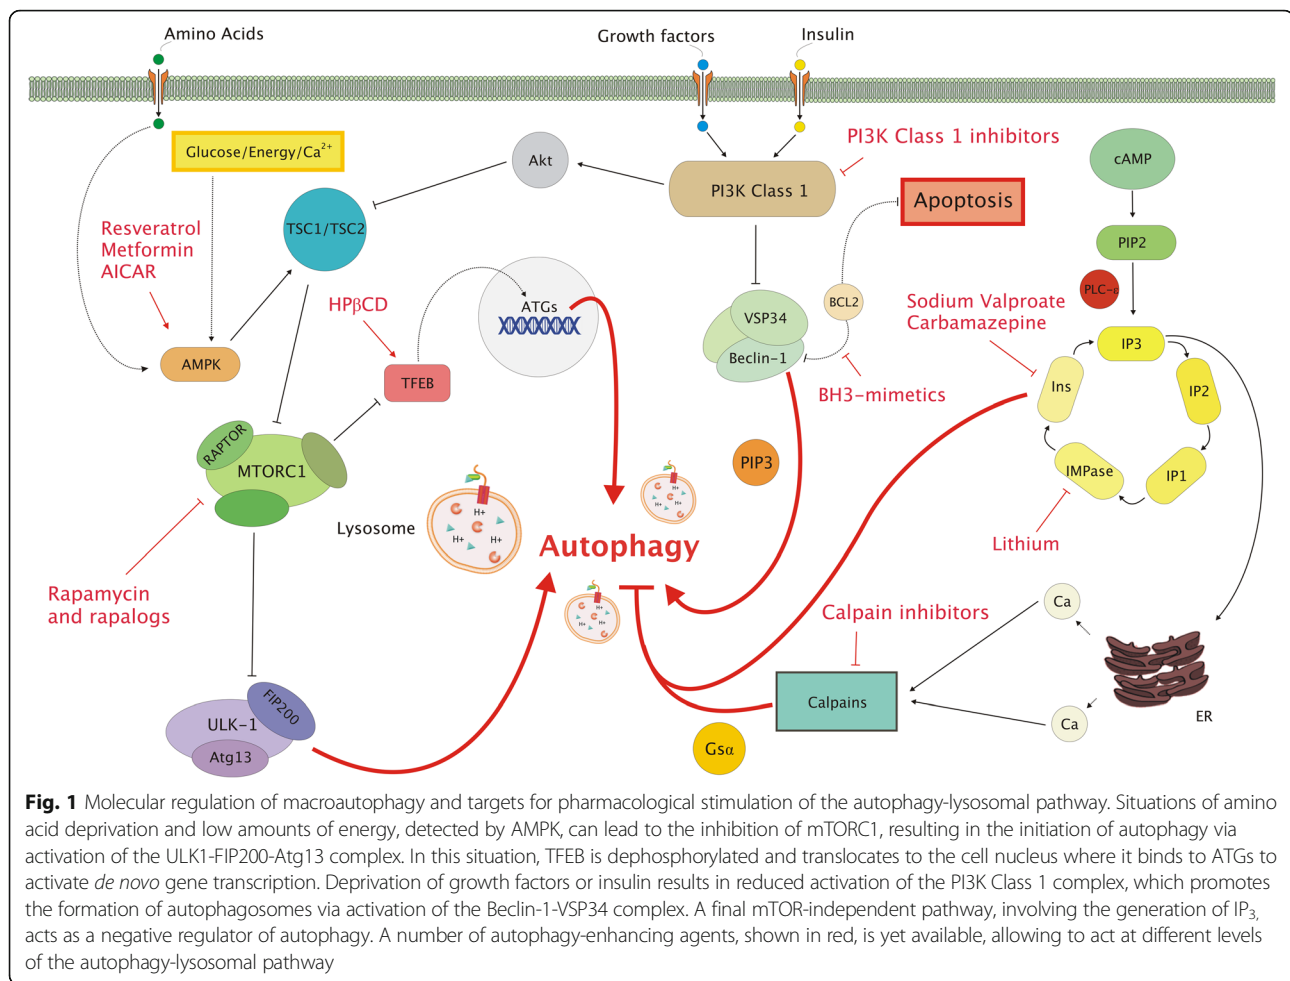 Amino Acids
Growth factors
Insulin
Glucose/Energy/Ca2+
Akt
PI3K Class 1 inhibitors
cAMP
PI3K Class 1
Apoptosis
Resveratrol
Metformin
AICAR
TSC1/TSC2
PIP2
PLC-ε
HPβCD
ATGs
VSP34
BCL2
Beclin-1
Sodium Valproate
Carbamazepine
IP3
AMPK
TFEB
BH3-mimetics
Ins
IP2
RAPTOR
MTORC1
PIP3
IMPase
IP1
Lysosome
H+
H+
H+
H+
H+
H+
H+
Autophagy
Lithium
Rapamycin
and rapalogs
H+
H+
H+
Calpain inhibitors
Ca
FIP200
ULK-1
Atg13
Calpains
Ca
ER
Gsα
Fig. 1 Molecular regulation of macroautophagy and targets for pharmacological stimulation of the autophagy-lysosomal pathway. Situations of amino
acid deprivation and low amounts of energy, detected by AMPK, can lead to the inhibition of mTORC1, resulting in the initiation of autophagy via
activation of the ULK1-FIP200-Atg13 complex. In this situation, TFEB is dephosphorylated and translocates to the cell nucleus where it binds to ATGs to
activate de novo gene transcription. Deprivation of growth factors or insulin results in reduced activation of the PI3K Class 1 complex, which promotes
the formation of autophagosomes via activation of the Beclin-1-VSP34 complex. A final mTOR-independent pathway, involving the generation of IP3,
acts as a negative regulator of autophagy. A number of autophagy-enhancing agents, shown in red, is yet available, allowing to act at different levels
of the autophagy-lysosomal pathway